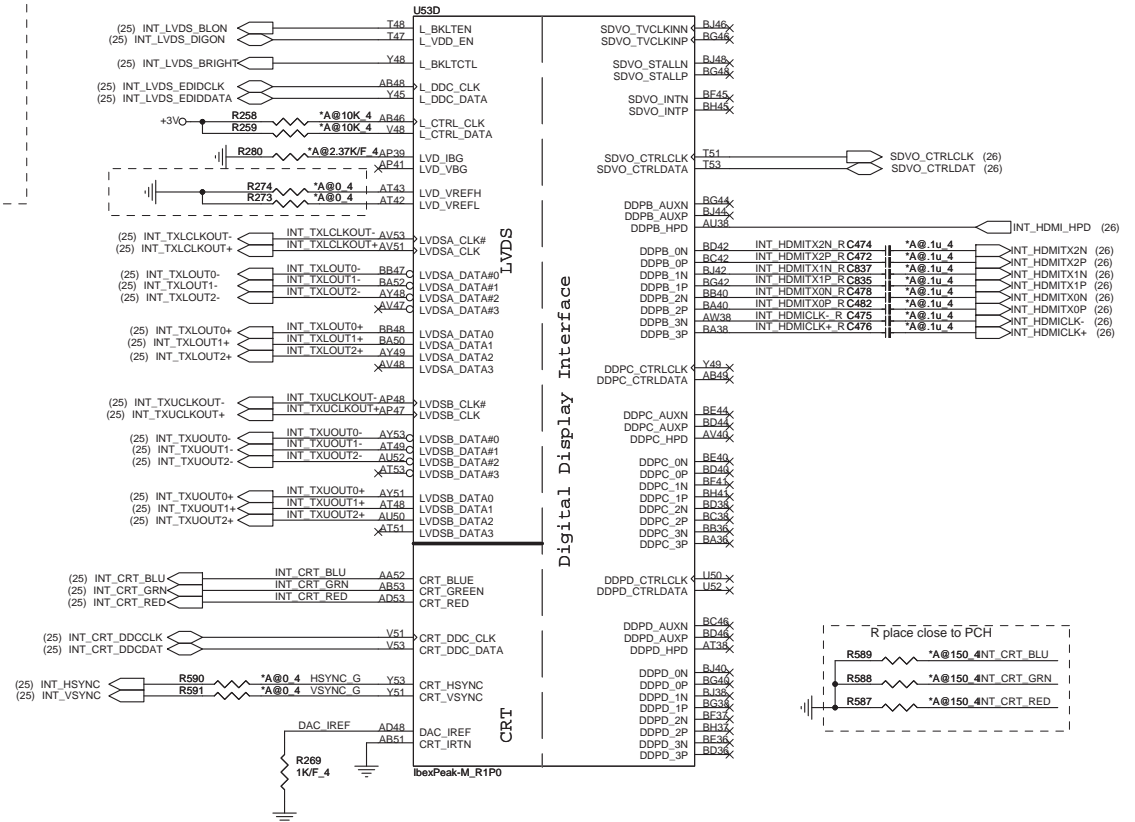 U53D
(25) INT_LVDS_BLON T48 L_BKLTEN
(25) INT_LVDS_DIGON T47 L_VDD_EN
(25) INT_LVDS_BRIGHT Y48 L_BKLTCTL
(25) INT_LVDS_EDIDCLK AB48 L_DDC_CLK
(25) INT_LVDS_EDIDDATA Y45 L_DDC_DATA
+3V R258 *A@10K_4 AB46 L_CTRL_CLK
R259 *A@10K_4 V48 L_CTRL_DATA
R280 *A@2.37K/F_4 AP39 LVD_IBG
AP41 LVD_VBG
R274 *A@0_4 AT43 LVD_VREFH
R273 *A@0_4 AT42 LVD_VREFL
(25) INT_TXLCLKOUT- INT_TXLCLKOUT- AV53 LVDSA_CLK#
(25) INT_TXLCLKOUT+ INT_TXLCLKOUT+ AV51 LVDSA_CLK
(25) INT_TXLOUT0- INT_TXLOUT0- BB47 LVDSA_DATA#0
(25) INT_TXLOUT1- INT_TXLOUT1- BA52 LVDSA_DATA#1
(25) INT_TXLOUT2- INT_TXLOUT2- AY48 LVDSA_DATA#2
AV47 LVDSA_DATA#3
(25) INT_TXLOUT0+ INT_TXLOUT0+ BB48 LVDSA_DATA0
(25) INT_TXLOUT1+ INT_TXLOUT1+ BA50 LVDSA_DATA1
(25) INT_TXLOUT2+ INT_TXLOUT2+ AY49 LVDSA_DATA2
AV48 LVDSA_DATA3
(25) INT_TXUCLKOUT- INT_TXUCLKOUT- AP48 LVDSB_CLK#
(25) INT_TXUCLKOUT+ INT_TXUCLKOUT+ AP47 LVDSB_CLK
(25) INT_TXUOUT0- INT_TXUOUT0- AY53 LVDSB_DATA#0
(25) INT_TXUOUT1- INT_TXUOUT1- AT49 LVDSB_DATA#1
(25) INT_TXUOUT2- INT_TXUOUT2- AU52 LVDSB_DATA#2
AT53 LVDSB_DATA#3
(25) INT_TXUOUT0+ INT_TXUOUT0+ AY51 LVDSB_DATA0
(25) INT_TXUOUT1+ INT_TXUOUT1+ AT48 LVDSB_DATA1
(25) INT_TXUOUT2+ INT_TXUOUT2+ AU50 LVDSB_DATA2
AT51 LVDSB_DATA3
(25) INT_CRT_BLU INT_CRT_BLU AA52 CRT_BLUE
(25) INT_CRT_GRN INT_CRT_GRN AB53 CRT_GREEN
(25) INT_CRT_RED INT_CRT_RED AD53 CRT_RED
(25) INT_CRT_DDCCLK V51 CRT_DDC_CLK
(25) INT_CRT_DDCDAT V53 CRT_DDC_DATA
(25) INT_HSYNC R590 *A@0_4 HSYNC_G Y53 CRT_HSYNC
(25) INT_VSYNC R591 *A@0_4 VSYNC_G Y51 CRT_VSYNC
DAC_IREF AD48 DAC_IREF
AB51 CRT_IRTN
R269
1K/F_4
IbexPeak-M_R1P0
LVDS
CRT
Digital Display Interface
SDVO_TVCLKINN BJ46
SDVO_TVCLKINP BG46
SDVO_STALLN BJ48
SDVO_STALLP BG48
SDVO_INTN BF45
SDVO_INTP BH45
SDVO_CTRLCLK T51 SDVO_CTRLCLK (26)
SDVO_CTRLDATA T53 SDVO_CTRLDAT (26)
DDPB_AUXN BG44
DDPB_AUXP BJ44
DDPB_HPD AU38 INT_HDMI_HPD (26)
DDPB_0N BD42 INT_HDMITX2N_R C474 *A@.1u_4 INT_HDMITX2N (26)
DDPB_0P BC42 INT_HDMITX2P_R C472 *A@.1u_4 INT_HDMITX2P (26)
DDPB_1N BJ42 INT_HDMITX1N_R C837 *A@.1u_4 INT_HDMITX1N (26)
DDPB_1P BG42 INT_HDMITX1P_R C835 *A@.1u_4 INT_HDMITX1P (26)
DDPB_2N BB40 INT_HDMITX0N_R C478 *A@.1u_4 INT_HDMITX0N (26)
DDPB_2P BA40 INT_HDMITX0P_R C482 *A@.1u_4 INT_HDMITX0P (26)
DDPB_3N AW38 INT_HDMICLK-_R C475 *A@.1u_4 INT_HDMICLK- (26)
DDPB_3P BA38 INT_HDMICLK+_R C476 *A@.1u_4 INT_HDMICLK+ (26)
DDPC_CTRLCLK Y49
DDPC_CTRLDATA AB49
DDPC_AUXN BE44
DDPC_AUXP BD44
DDPC_HPD AV40
DDPC_0N BE40
DDPC_0P BD40
DDPC_1N BF41
DDPC_1P BH41
DDPC_2N BD38
DDPC_2P BC38
DDPC_3N BB36
DDPC_3P BA36
DDPD_CTRLCLK U50
DDPD_CTRLDATA U52
DDPD_AUXN BC46
DDPD_AUXP BD46
DDPD_HPD AT38
DDPD_0N BJ40
DDPD_0P BG40
DDPD_1N BJ38
DDPD_1P BG38
DDPD_2N BF37
DDPD_2P BH37
DDPD_3N BE36
DDPD_3P BD36
R place close to PCH
R589 *A@150_4 INT_CRT_BLU
R588 *A@150_4 INT_CRT_GRN
R587 *A@150_4 INT_CRT_RED